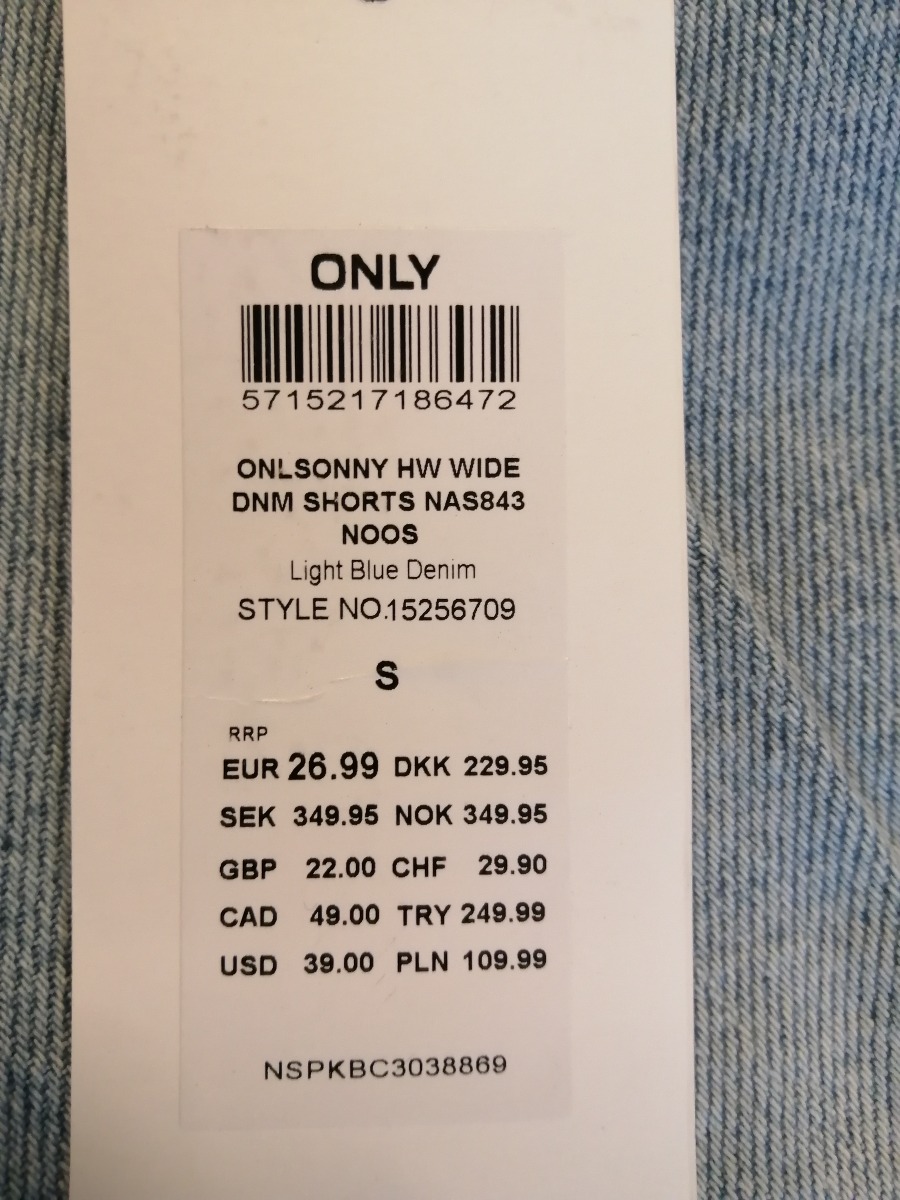 ONLY
5715217186472
ONLSONNY HW WIDE
DNM SHORTS NAS843
NOOS
Light Blue Denim
STYLE NO.15256709
S
RRP
EUR 26.99 DKK 229.95
SEK 349.95 NOK 349.95
GBP 22.00 CHF 29.90
CAD 49.00 TRY 249.99
USD 39.00 PLN 109.99
NSPKBC3038869